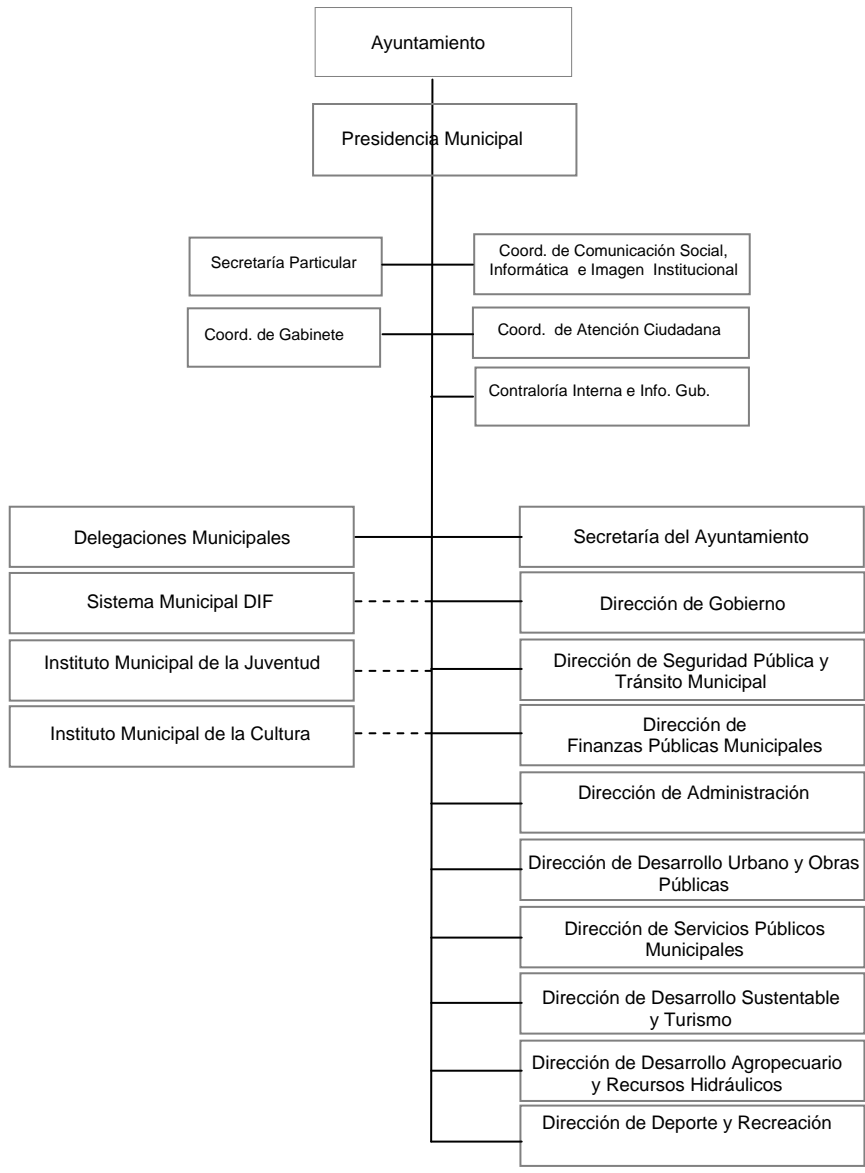 Ayuntamiento
Presidencia Municipal
Secretaría Particular
Coord. de Comunicación Social,
Informática e Imagen Institucional
Coord. de Gabinete
Coord. de Atención Ciudadana
Contraloría Interna e Info. Gub.
Delegaciones Municipales
Secretaría del Ayuntamiento
Sistema Municipal DIF
Dirección de Gobierno
Instituto Municipal de la Juventud
Dirección de Seguridad Pública y
Tránsito Municipal
Instituto Municipal de la Cultura
Dirección de
Finanzas Públicas Municipales
Dirección de Administración
Dirección de Desarrollo Urbano y Obras
Públicas
Dirección de Servicios Públicos
Municipales
Dirección de Desarrollo Sustentable
y Turismo
Dirección de Desarrollo Agropecuario
y Recursos Hidráulicos
Dirección de Deporte y Recreación